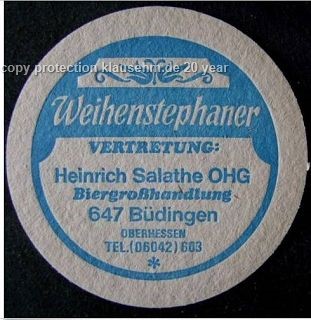 copy protection klausehm.de 20 year
Weihenstephaner
VERTRETUNG:
Heinrich Salathe OHG
Biergroßhandlung
647 Büdingen
OBERHESSEN
TEL.(06042) 603
*